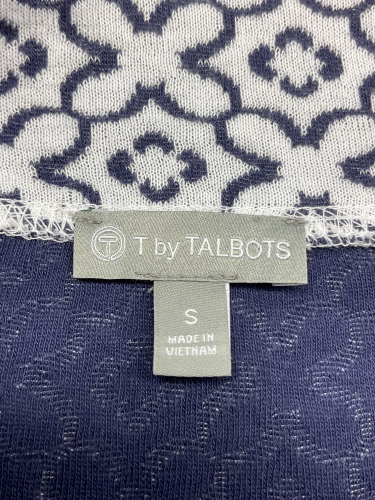 T by TALBOTS
S
MADE IN
VIETNAM